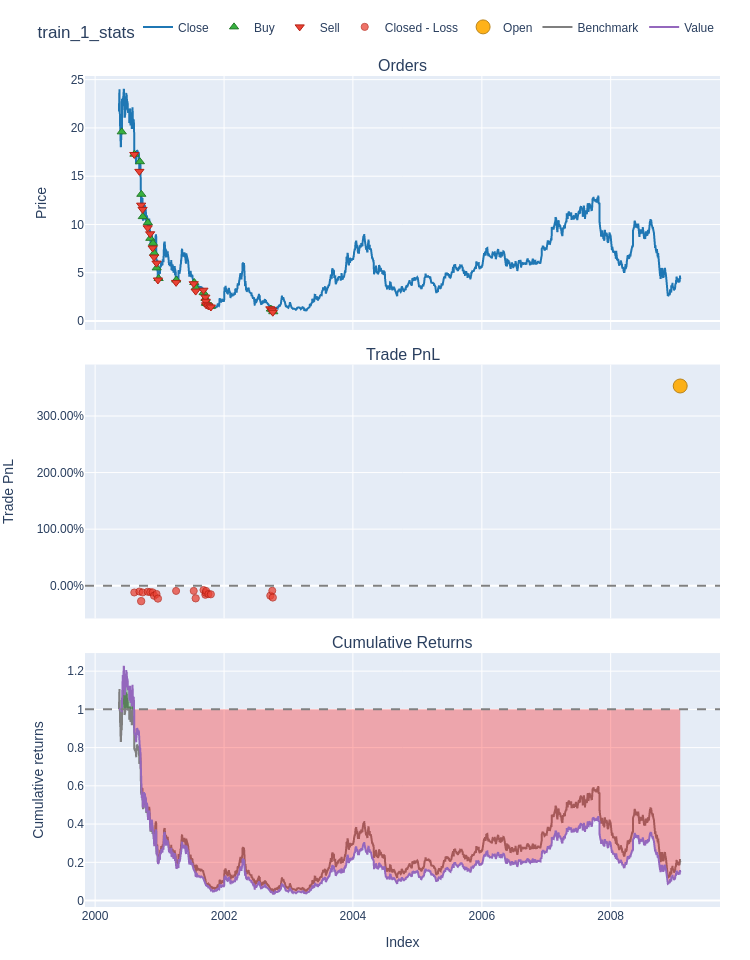 train_1_stats
Close
Buy
Sell
Closed - Loss
Open
Benchmark
Value
Orders
25
20
15
10
5
0
Price
Trade PnL
300.00%
200.00%
100.00%
0.00%
Trade PnL
Cumulative Returns
1.2
1
0.8
0.6
0.4
0.2
0
Cumulative returns
2000
2002
2004
2006
2008
Index